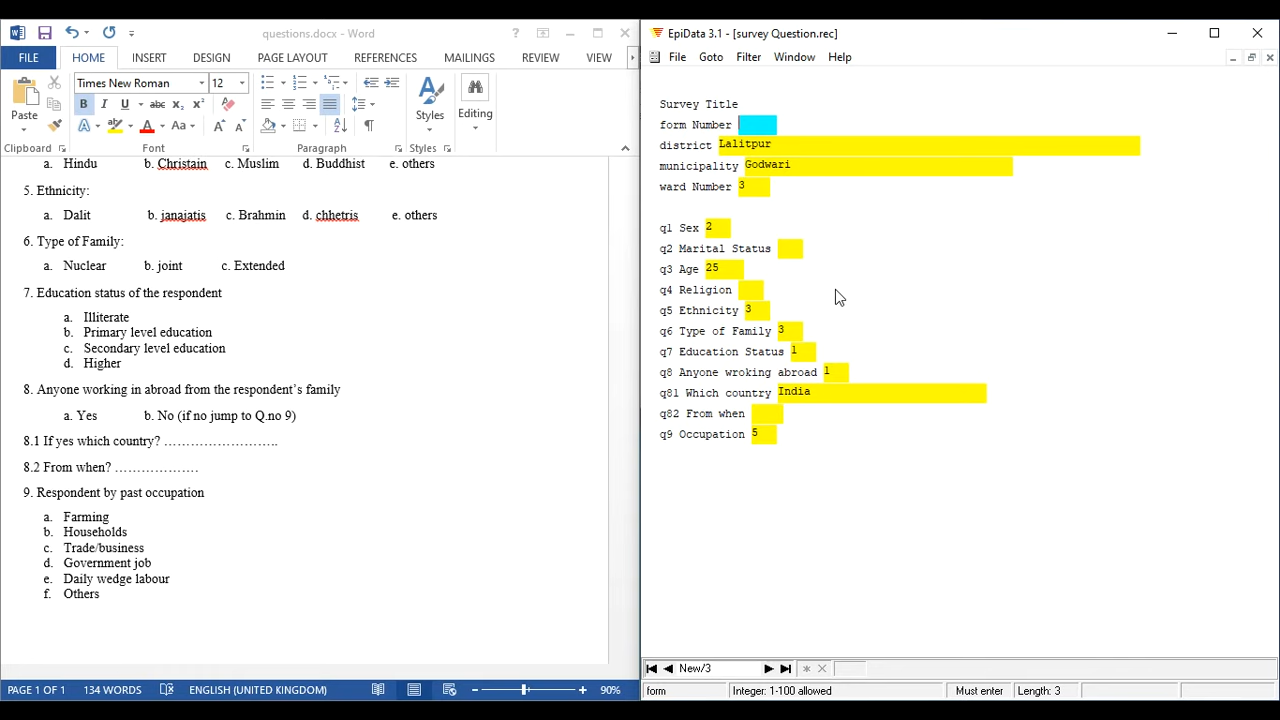 questions.docx - Word
FILE HOME INSERT DESIGN PAGE LAYOUT REFERENCES MAILINGS REVIEW VIEW
Times New Roman 12
Paste
B I U abc x₂ x²
A A Aa
Styles
Editing
Clipboard Font Paragraph Styles
a. Hindu b. Christain c. Muslim d. Buddhist e. others
5. Ethnicity:
a. Dalit b. janajatis c. Brahmin d. chhetris e. others
6. Type of Family:
a. Nuclear b. joint c. Extended
7. Education status of the respondent
a. Illiterate
b. Primary level education
c. Secondary level education
d. Higher
8. Anyone working in abroad from the respondent's family
a. Yes b. No (if no jump to Q.no 9)
8.1 If yes which country? ……………………..
8.2 From when? ……………….
9. Respondent by past occupation
a. Farming
b. Households
c. Trade/business
d. Government job
e. Daily wedge labour
f. Others
PAGE 1 OF 1 134 WORDS ENGLISH (UNITED KINGDOM) 90%
EpiData 3.1 - [survey Question.rec]
File Goto Filter Window Help
Survey Title
form Number
district Lalitpur
municipality Godwari
ward Number 3
q1 Sex 2
q2 Marital Status
q3 Age 25
q4 Religion
q5 Ethnicity 3
q6 Type of Family 3
q7 Education Status 1
q8 Anyone wroking abroad 1
q81 Which country India
q82 From when
q9 Occupation 5
New/3
form Integer: 1-100 allowed Must enter Length: 3